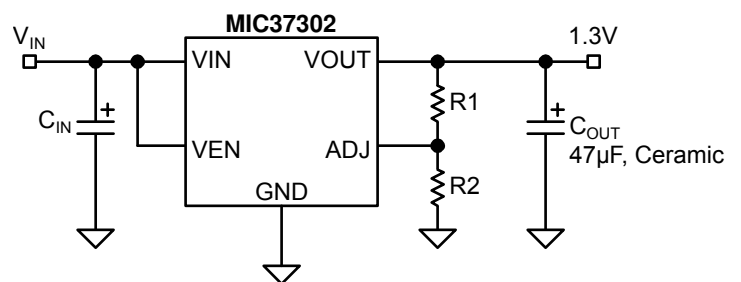 MIC37302
V_IN
1.3V
VIN
VOUT
R1
C_IN
+
+
C_OUT
47µF, Ceramic
VEN
ADJ
R2
GND